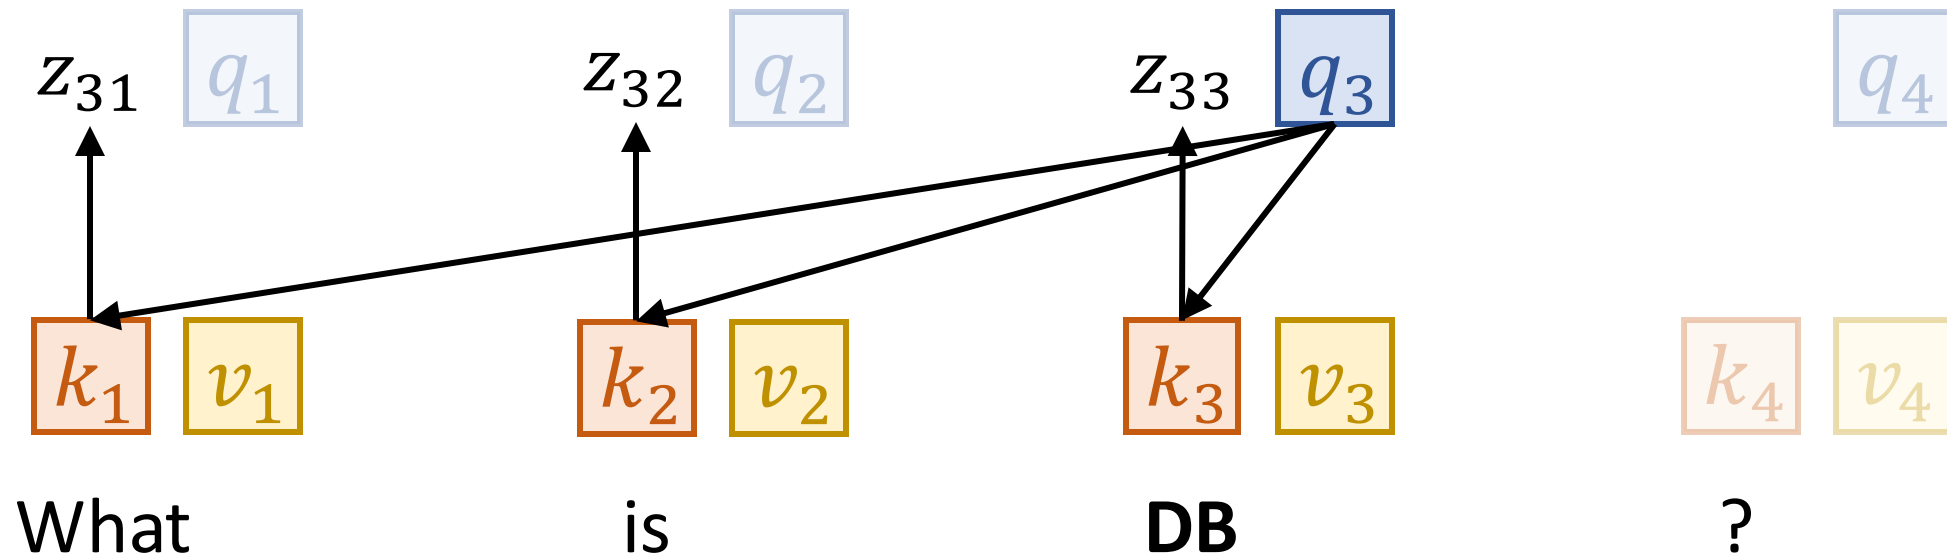 z₃₁ q₁ z₃₂ q₂ z₃₃ q₃ q₄
k₁ v₁ k₂ v₂ k₃ v₃ k₄ v₄
What is DB ?